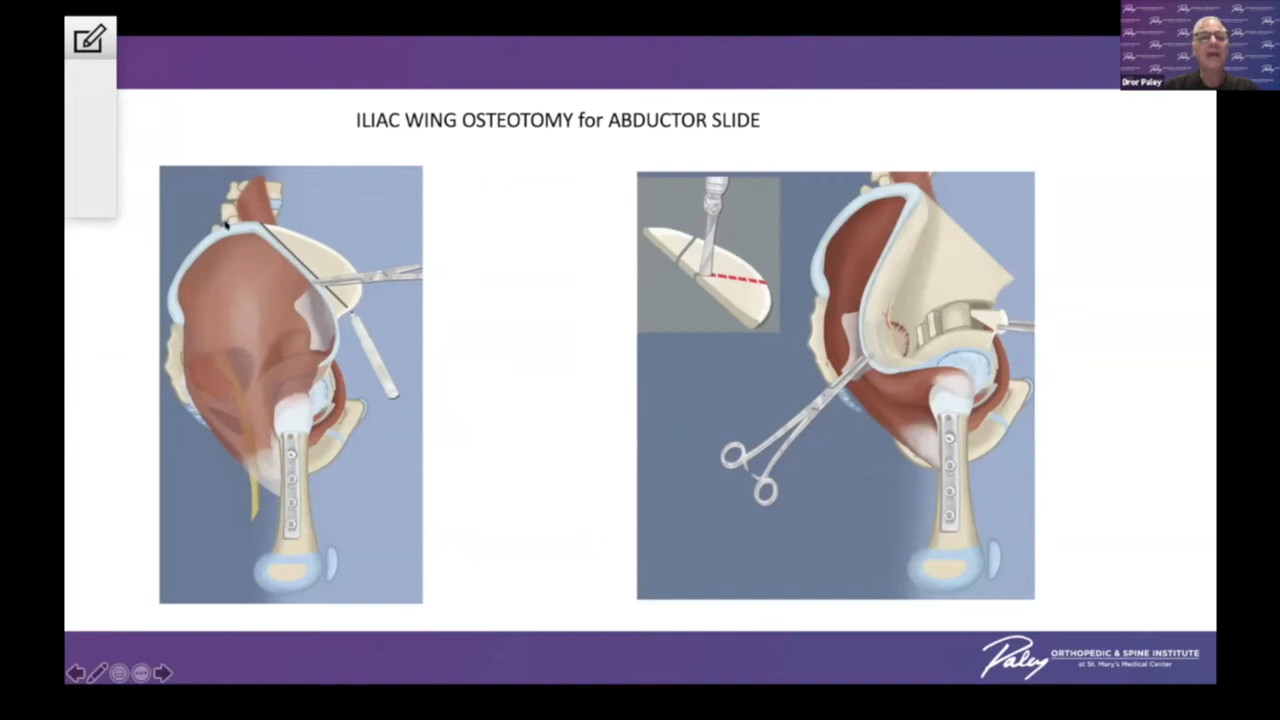 Dror Paley
ILIAC WING OSTEOTOMY for ABDUCTOR SLIDE
Paley
ORTHOPEDIC & SPINE INSTITUTE
at St. Mary's Medical Center